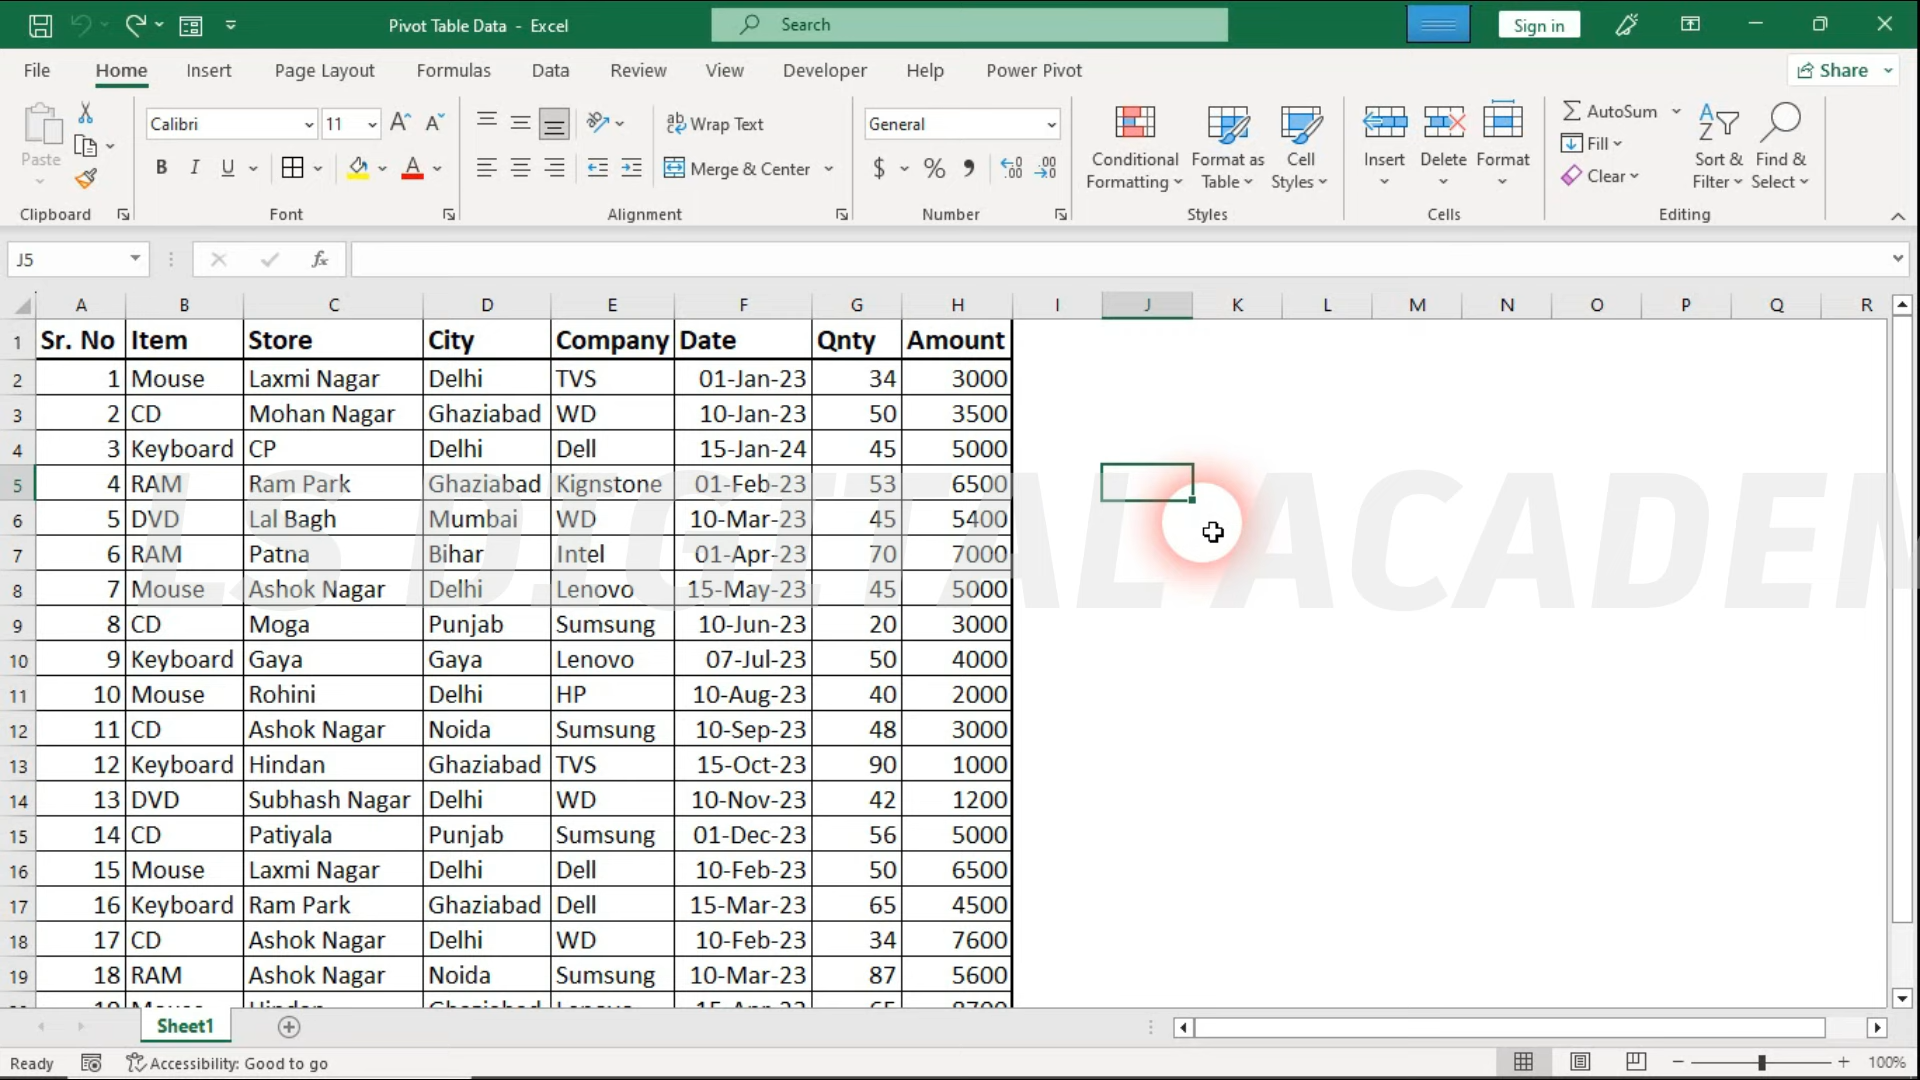 Pivot Table Data - Excel
Search
Sign in
File Home Insert Page Layout Formulas Data Review View Developer Help Power Pivot
Share
Paste
Clipboard
Calibri 11
B I U A
Font
Wrap Text
Merge & Center
Alignment
General
$ % ,
Number
Conditional Formatting
Format as Table
Cell Styles
Styles
Insert Delete Format
Cells
AutoSum
Fill
Clear
Sort & Filter
Find & Select
Editing
J5
fx
A B C D E F G H I J K L M N O P Q R
1 Sr. No Item Store City Company Date Qnty Amount
2 1 Mouse Laxmi Nagar Delhi TVS 01-Jan-23 34 3000
3 2 CD Mohan Nagar Ghaziabad WD 10-Jan-23 50 3500
4 3 Keyboard CP Delhi Dell 15-Jan-24 45 5000
5 4 RAM Ram Park Ghaziabad Kignstone 01-Feb-23 53 6500
6 5 DVD Lal Bagh Mumbai WD 10-Mar-23 45 5400
7 6 RAM Patna Bihar Intel 01-Apr-23 70 7000
8 7 Mouse Ashok Nagar Delhi Lenovo 15-May-23 45 5000
9 8 CD Moga Punjab Sumsung 10-Jun-23 20 3000
10 9 Keyboard Gaya Gaya Lenovo 07-Jul-23 50 4000
11 10 Mouse Rohini Delhi HP 10-Aug-23 40 2000
12 11 CD Ashok Nagar Noida Sumsung 10-Sep-23 48 3000
13 12 Keyboard Hindan Ghaziabad TVS 15-Oct-23 90 1000
14 13 DVD Subhash Nagar Delhi WD 10-Nov-23 42 1200
15 14 CD Patiyala Punjab Sumsung 01-Dec-23 56 5000
16 15 Mouse Laxmi Nagar Delhi Dell 10-Feb-23 50 6500
17 16 Keyboard Ram Park Ghaziabad Dell 15-Mar-23 65 4500
18 17 CD Ashok Nagar Delhi WD 10-Feb-23 34 7600
19 18 RAM Ashok Nagar Noida Sumsung 10-Mar-23 87 5600
LS DIGITAL ACADEM
Sheet1
Ready Accessibility: Good to go
100%